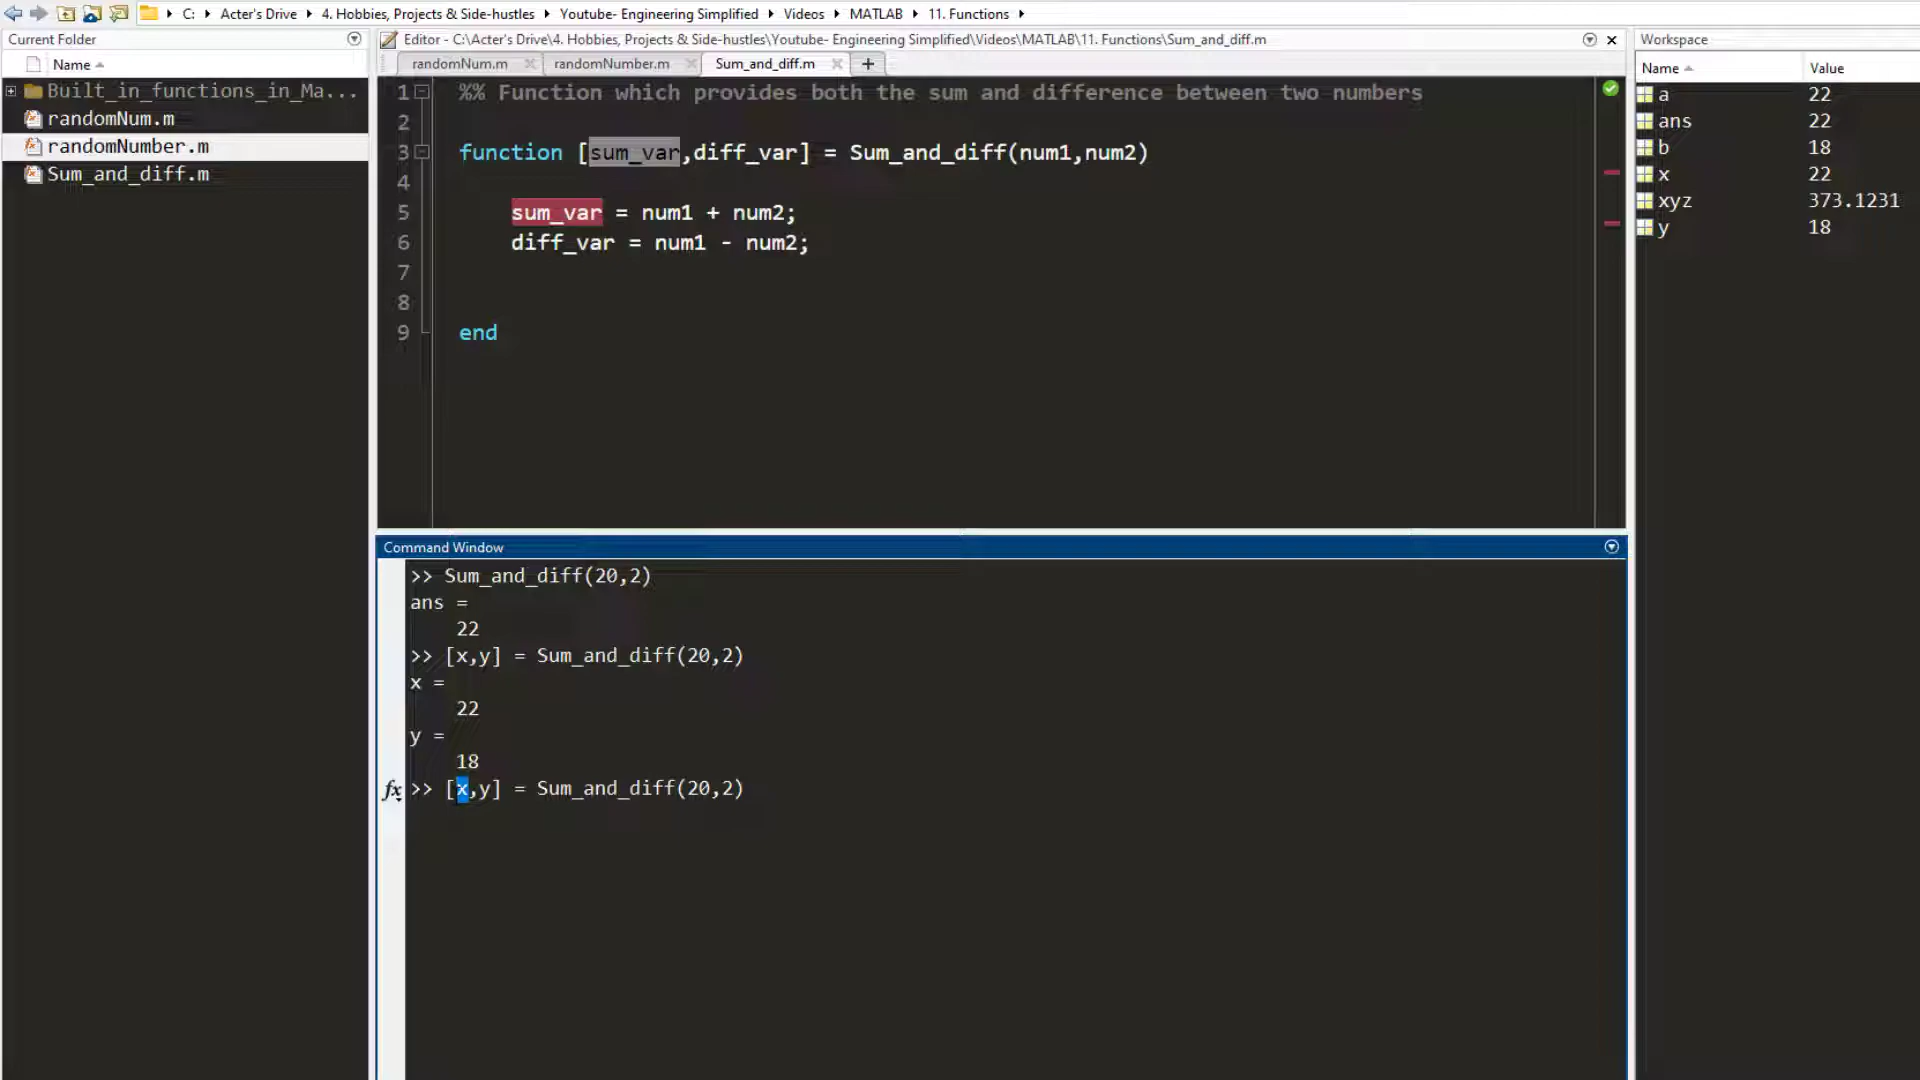 C: Acter's Drive 4. Hobbies, Projects & Side-hustles Youtube- Engineering Simplified Videos MATLAB 11. Functions
Current Folder
Name
Built_in_functions_in_Ma...
randomNum.m
randomNumber.m
Sum_and_diff.m
Editor - C:\Acter's Drive\4. Hobbies, Projects & Side-hustles\Youtube- Engineering Simplified\Videos\MATLAB\11. Functions\Sum_and_diff.m
randomNum.m randomNumber.m Sum_and_diff.m +
1 %% Function which provides both the sum and difference between two numbers
2
3 function [sum_var,diff_var] = Sum_and_diff(num1,num2)
4
5 sum_var = num1 + num2;
6 diff_var = num1 - num2;
7
8
9 end
Command Window
>> Sum_and_diff(20,2)
ans =
22
>> [x,y] = Sum_and_diff(20,2)
x =
22
y =
18
fx >> [x,y] = Sum_and_diff(20,2)
Workspace
Name Value
a 22
ans 22
b 18
x 22
xyz 373.1231
y 18